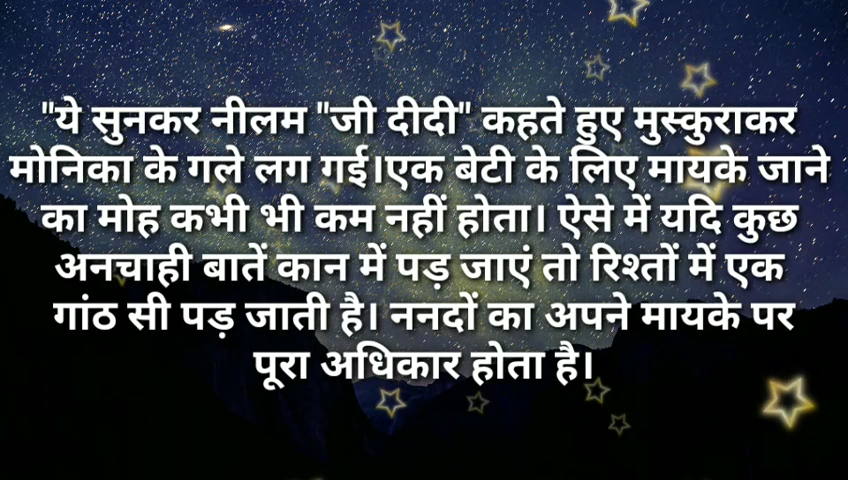 "ये सुनकर नीलम "जी दीदी" कहते हुए मुस्कुराकर
मोनिका के गले लग गई।एक बेटी के लिए मायके जाने
का मोह कभी भी कम नहीं होता। ऐसे में यदि कुछ
अनचाही बातें कान में पड़ जाएं तो रिश्तों में एक
गांठ सी पड़ जाती है। ननदों का अपने मायके पर
पूरा अधिकार होता है।